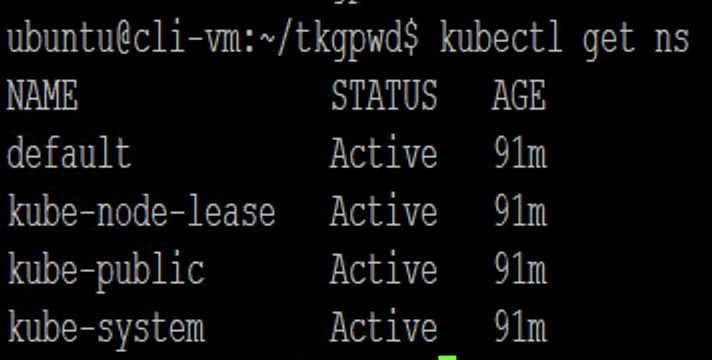 ubuntu@cli-vm:~/tkgpwd$ kubectl get ns
NAME STATUS AGE
default Active 91m
kube-node-lease Active 91m
kube-public Active 91m
kube-system Active 91m